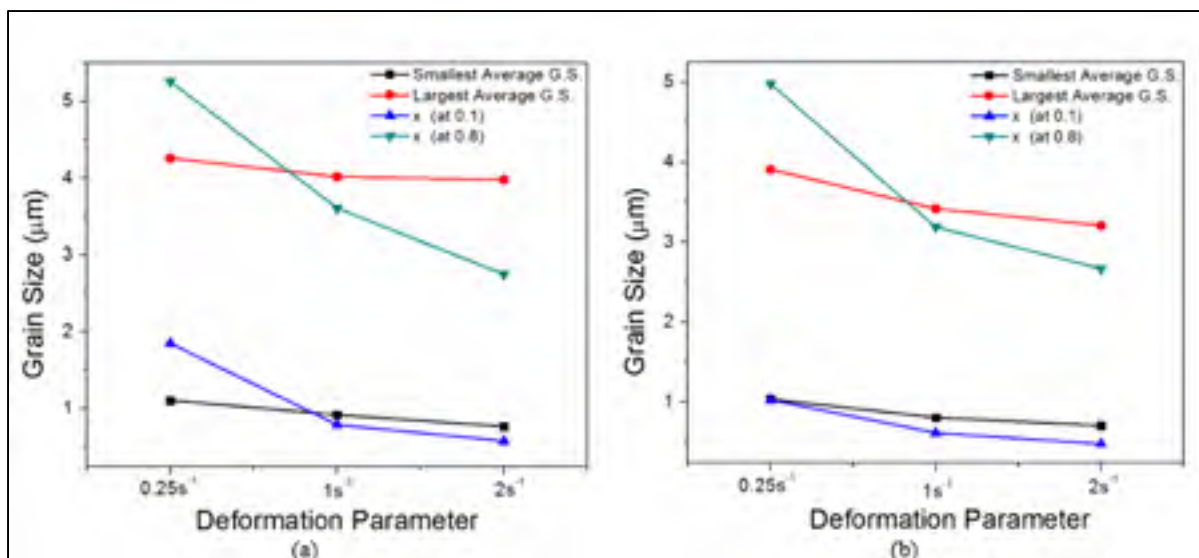 Smallest Average G.S.
Largest Average G.S.
x (at 0.1)
x (at 0.8)
5
4
3
2
1
Grain Size (μm)
0.25s⁻¹
1s⁻¹
2s⁻¹
Deformation Parameter
(a)
Smallest Average G.S.
Largest Average G.S.
x (at 0.1)
x (at 0.8)
5
4
3
2
1
Grain Size (μm)
0.25s⁻¹
1s⁻¹
2s⁻¹
Deformation Parameter
(b)